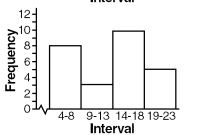 Interval
Frequency
12
10
8
6
4
2
0
4-8 9-13 14-18 19-23
Interval